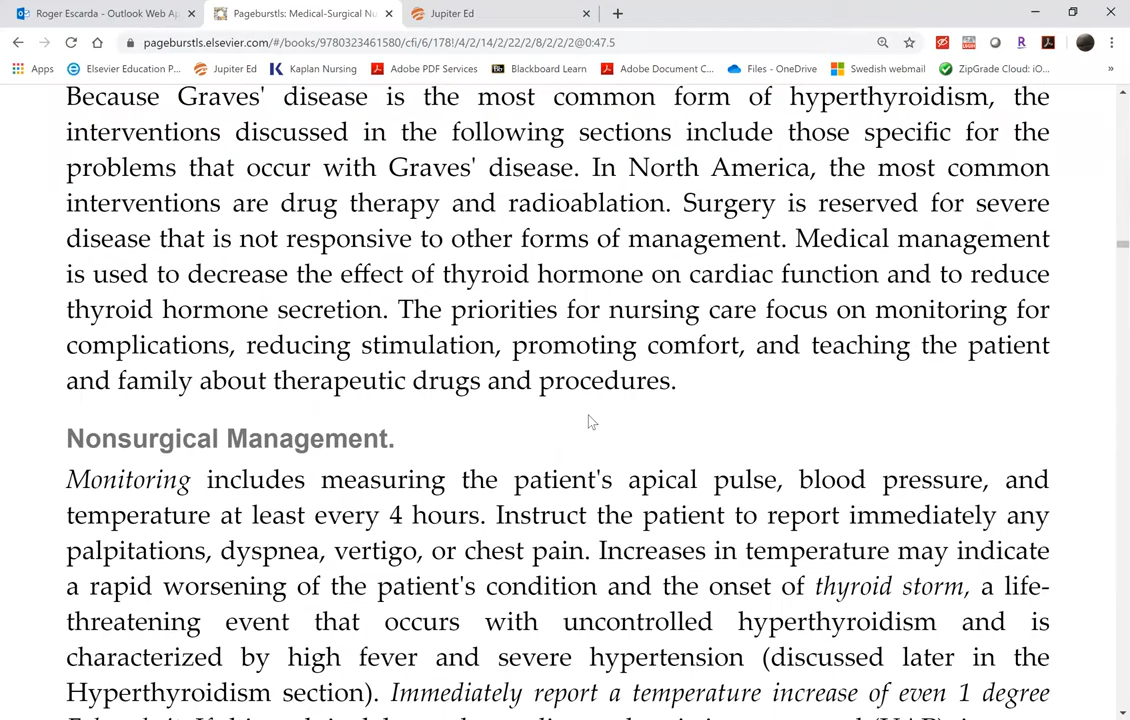 Roger Escarda - Outlook Web Ap
Pageburstls: Medical-Surgical Nu
Jupiter Ed
pageburstls.elsevier.com/#/books/9780323461580/cfi/6/178!/4/2/14/2/22/2/8/2/2/2@0:47.5
Apps Elsevier Education P... Jupiter Ed Kaplan Nursing Adobe PDF Services Blackboard Learn Adobe Document C... Files - OneDrive Swedish webmail ZipGrade Cloud: iO... »
Because Graves' disease is the most common form of hyperthyroidism, the
interventions discussed in the following sections include those specific for the
problems that occur with Graves' disease. In North America, the most common
interventions are drug therapy and radioablation. Surgery is reserved for severe
disease that is not responsive to other forms of management. Medical management
is used to decrease the effect of thyroid hormone on cardiac function and to reduce
thyroid hormone secretion. The priorities for nursing care focus on monitoring for
complications, reducing stimulation, promoting comfort, and teaching the patient
and family about therapeutic drugs and procedures.
Nonsurgical Management.
Monitoring includes measuring the patient's apical pulse, blood pressure, and
temperature at least every 4 hours. Instruct the patient to report immediately any
palpitations, dyspnea, vertigo, or chest pain. Increases in temperature may indicate
a rapid worsening of the patient's condition and the onset of thyroid storm, a life-
threatening event that occurs with uncontrolled hyperthyroidism and is
characterized by high fever and severe hypertension (discussed later in the
Hyperthyroidism section). Immediately report a temperature increase of even 1 degree